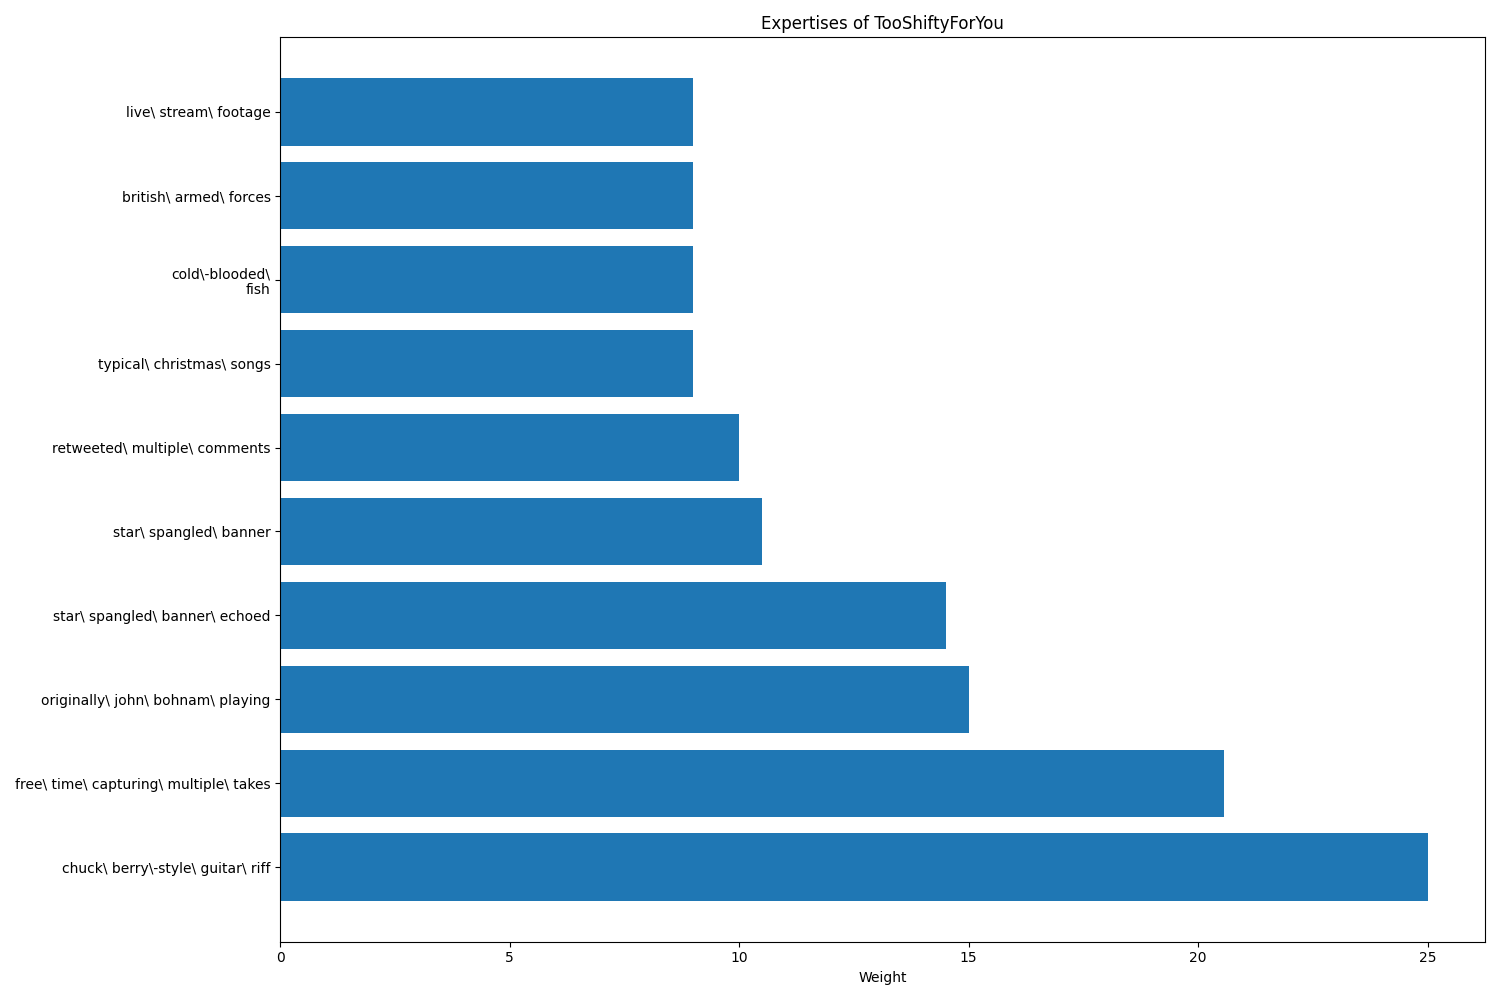 Expertises of TooShiftyForYou
live\ stream\ footage
british\ armed\ forces
cold\-blooded\
fish
typical\ christmas\ songs
retweeted\ multiple\ comments
star\ spangled\ banner
star\ spangled\ banner\ echoed
originally\ john\ bohnam\ playing
free\ time\ capturing\ multiple\ takes
chuck\ berry\-style\ guitar\ riff
0 5 10 15 20 25
Weight